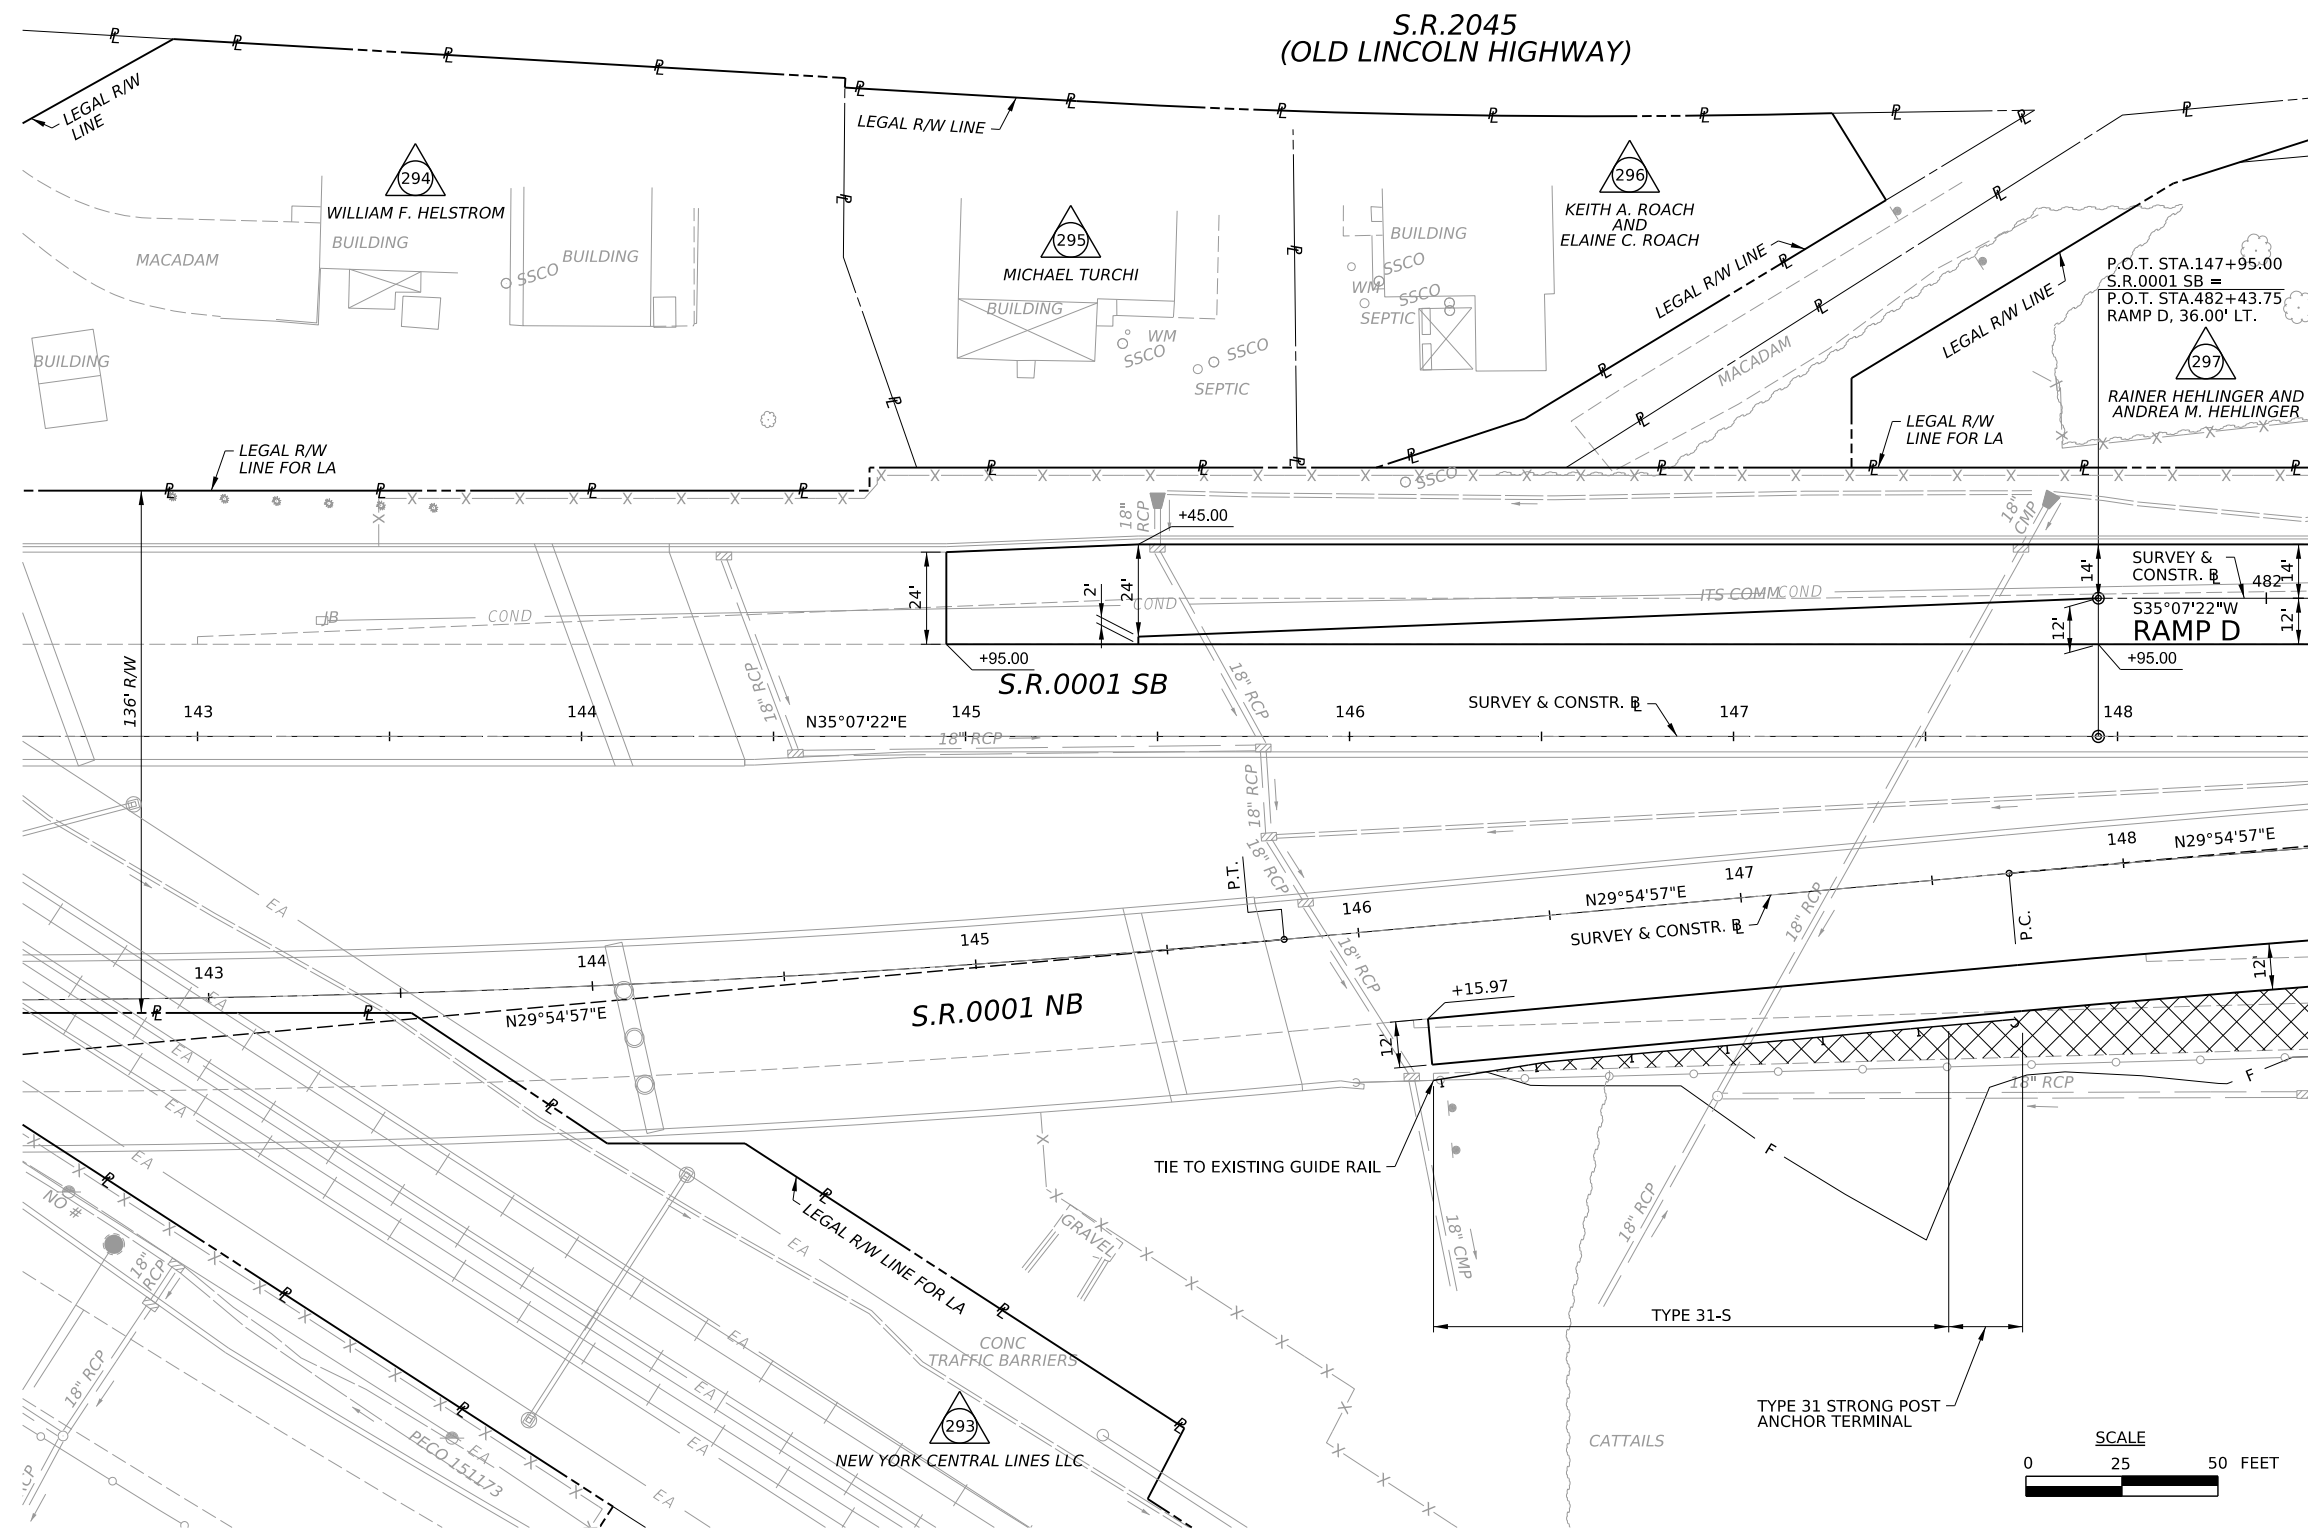 S.R.2045
(OLD LINCOLN HIGHWAY)
LEGAL R/W
LINE
LEGAL R/W LINE
294
WILLIAM F. HELSTROM
BUILDING
BUILDING
MACADAM
SSCO
BUILDING
295
MICHAEL TURCHI
BUILDING
WM
SSCO
SSCO
SEPTIC
296
KEITH A. ROACH
AND
ELAINE C. ROACH
BUILDING
SSCO
WM
SSCO
SEPTIC
LEGAL R/W LINE
MACADAM
LEGAL R/W LINE
P.O.T. STA.147+95.00
S.R.0001 SB =
P.O.T. STA.482+43.75
RAMP D, 36.00' LT.
297
RAINER HEHLINGER AND
ANDREA M. HEHLINGER
LEGAL R/W
LINE FOR LA
LEGAL R/W
LINE FOR LA
SSCO
18"
RCP
+45.00
18"
CMP
24'
2'
24'
14'
SURVEY &
CONSTR. BL
482
14'
JB
COND
COND
ITS COMM
COND
S35°07'22"W
RAMP D
12'
12'
+95.00
+95.00
136' R/W
18" RCP
18" RCP
S.R.0001 SB
SURVEY & CONSTR. BL
143
144
N35°07'22"E
145
146
147
148
18" RCP
18" RCP
18" RCP
P.T.
EA
146
N29°54'57"E
147
148
N29°54'57"E
SURVEY & CONSTR. BL
18" RCP
P.C.
18" RCP
143
144
145
EA
N29°54'57"E
S.R.0001 NB
+15.97
12'
12'
EA
EA
EA
18" RCP
F
F
TIE TO EXISTING GUIDE RAIL
NO #
18"
RCP
LEGAL R/W LINE FOR LA
EA
GRAVEL
18" CMP
18" RCP
TYPE 31-S
EA
CONC
TRAFFIC BARRIERS
18" RCP
EA
293
NEW YORK CENTRAL LINES LLC
EA
EA
PECO 151173
EA
CATTAILS
TYPE 31 STRONG POST
ANCHOR TERMINAL
SCALE
0 25 50 FEET